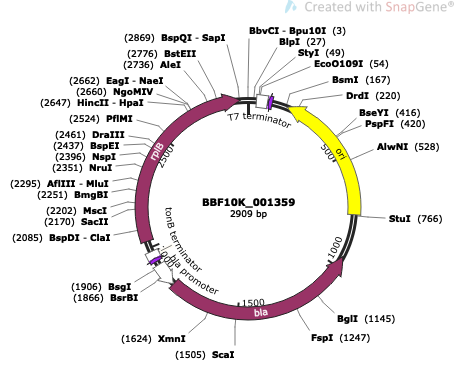 Created with SnapGene®
(2869) BspQI - SapI
BbvCI - Bpu10I (3)
BlpI (27)
(2776) BstEII
StyI (49)
(2736) AleI
EcoO109I (54)
(2662) EagI - NaeI
BsmI (167)
(2660) NgoMIV
DrdI (220)
(2647) HincII - HpaI
BseYI (416)
(2524) PflMI
PspFI (420)
T7 terminator
(2461) DraIII
AlwNI (528)
(2437) BspEI
(2396) NspI
(2351) NruI
rplB
2500
500
ori
(2295) AflIII - MluI
(2251) BmgBI
(2202) MscI
(2170) SacII
BBF10K_001359
2909 bp
StuI (766)
(2085) BspDI - ClaI
tonB terminator
bla promoter
1000
(1906) BsgI
(1866) BsrBI
1500
bla
BglI (1145)
(1624) XmnI
FspI (1247)
(1505) ScaI